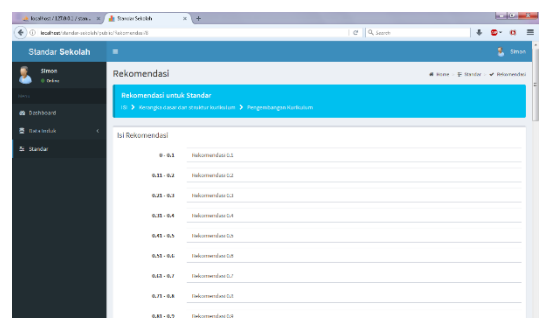 localhost / 127.0.0.1 / stan...
Standar Sekolah
Search
Standar Sekolah
Simon
Simon
Online
Rekomendasi
Home
Standar
Rekomendasi
Dashboard
Data Induk
Standar
Rekomendasi untuk Standar
Isi > Kerangka dasar dan struktur kurikulum > Pengembangan Kurikulum
Isi Rekomendasi
0 - 0.1 Rekomendasi 0.1
0.11 - 0.2 Rekomendasi 0.2
0.21 - 0.3 Rekomendasi 0.3
0.31 - 0.4 Rekomendasi 0.4
0.41 - 0.5 Rekomendasi 0.5
0.51 - 0.6 Rekomendasi 0.6
0.61 - 0.7 Rekomendasi 0.7
0.71 - 0.8 Rekomendasi 0.8
0.81 - 0.9 Rekomendasi 0.9